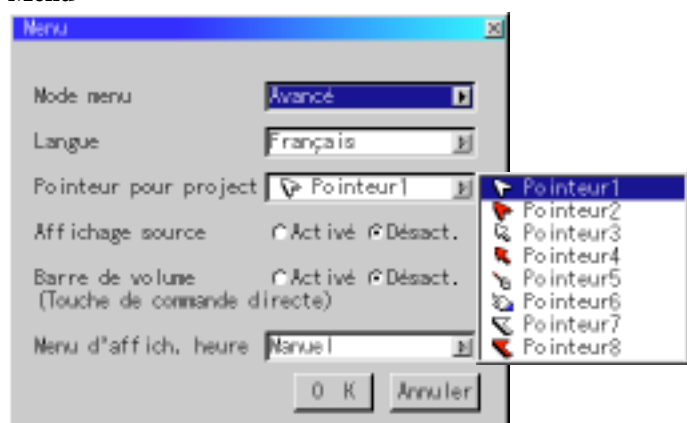 Menu
Mode menu Avancé
Langue Français
Pointeur pour project Pointeur1
Affichage source Activé Désact.
Barre de volume Activé Désact.
(Touche de commande directe)
Menu d'affich. heure Manuel
O K Annuler
Pointeur1
Pointeur2
Pointeur3
Pointeur4
Pointeur5
Pointeur6
Pointeur7
Pointeur8